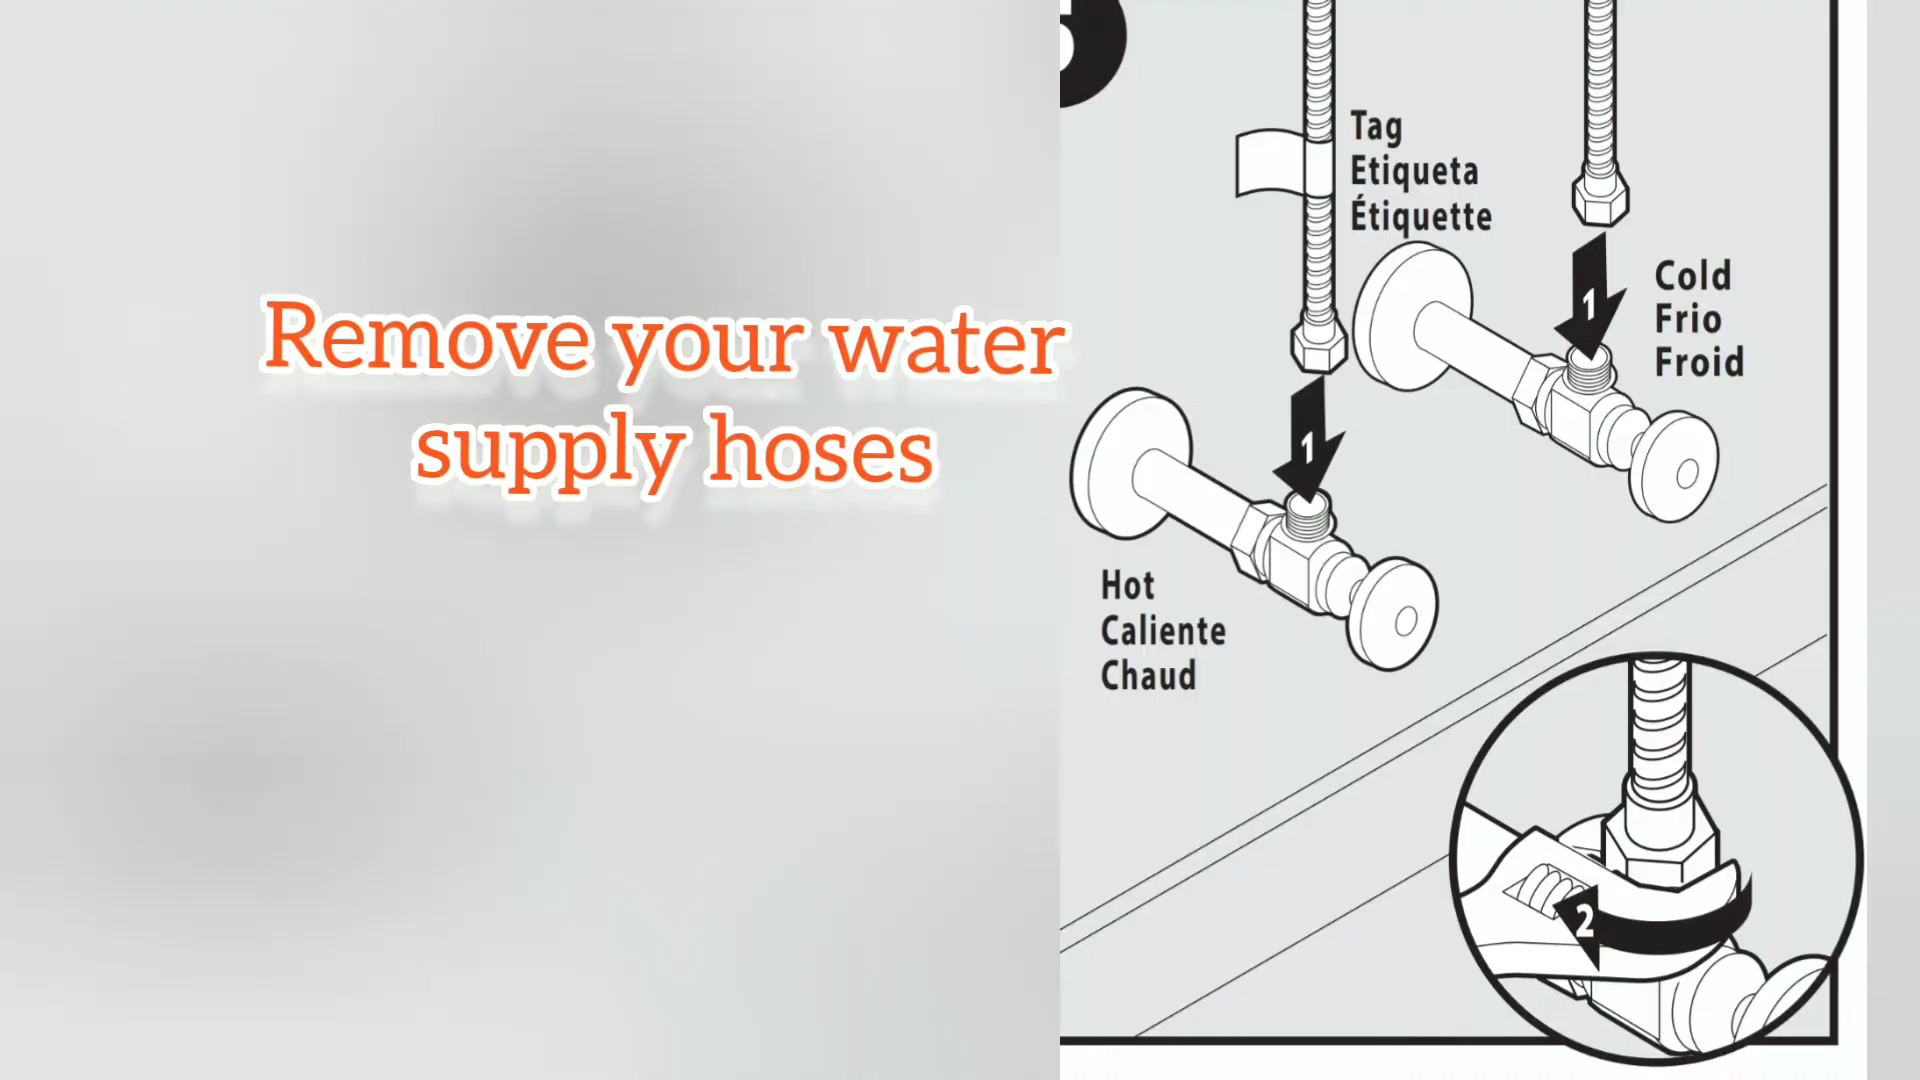 Remove your water
supply hoses
Tag
Etiqueta
Étiquette
1
Cold
Frio
Froid
1
Hot
Caliente
Chaud
2